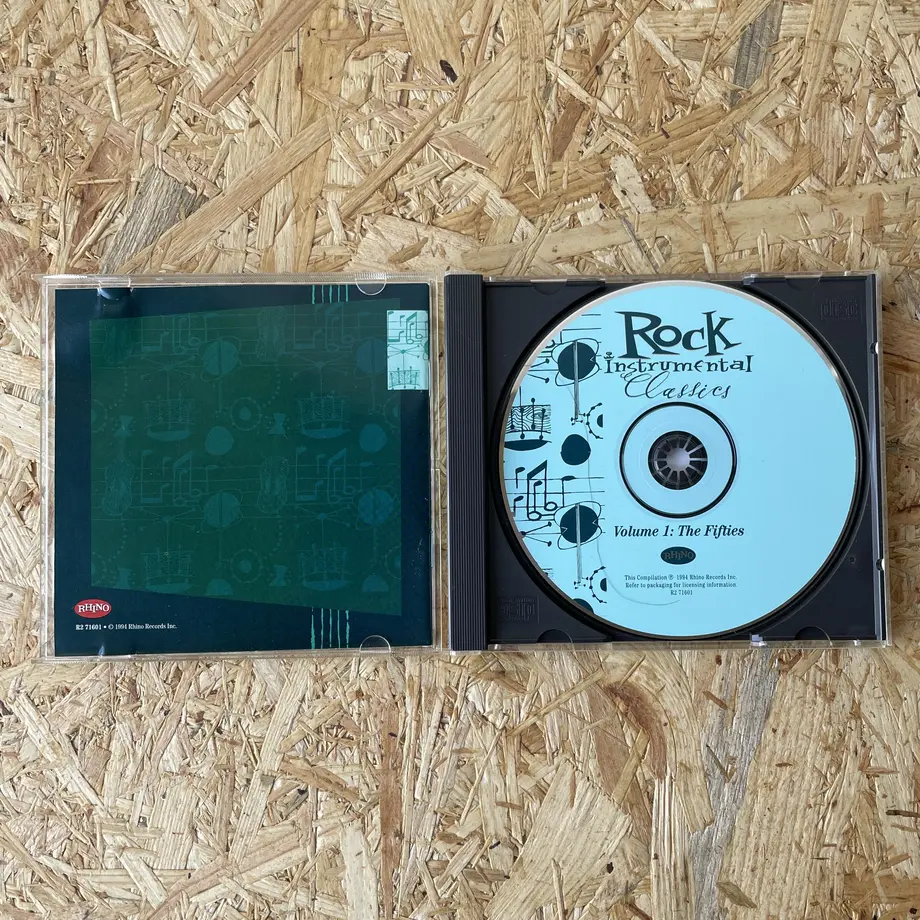 RHINO
R2 71601 • © 1994 Rhino Records Inc.
Rock
Instrumental
Classics
Volume 1: The Fifties
RHINO
This Compilation ℗ 1994 Rhino Records Inc.
Refer to packaging for licensing information.
R2 71601